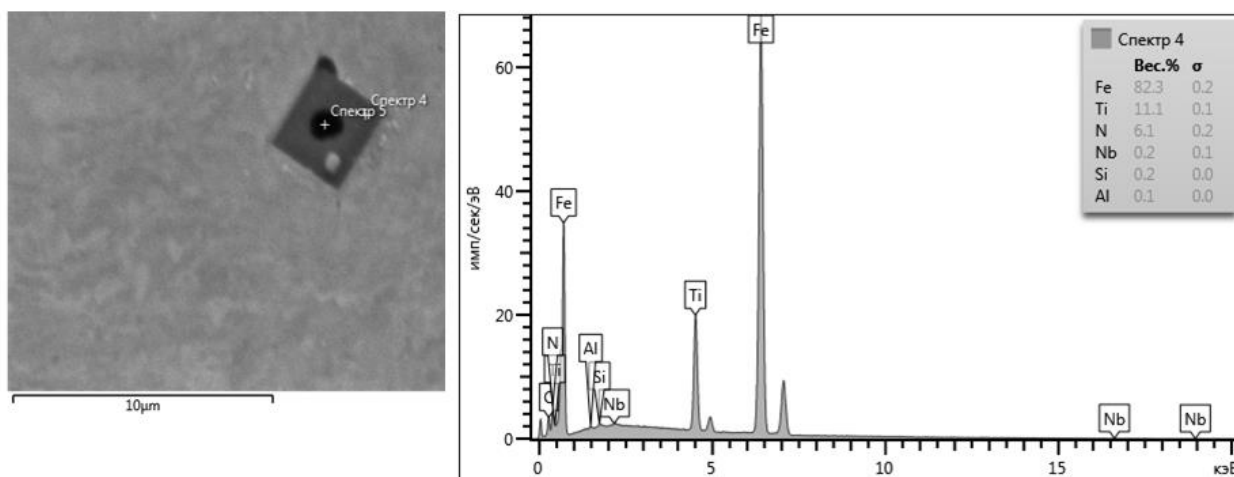 Спектр 4
Спектр 5
10µm
имп/сек/эВ
60
40
20
0
Fe
Fe
Ti
N
Ti
C
Al
Si
Nb
Nb
Nb
0
5
10
15
кэВ
Спектр 4
Вес.% σ
Fe 82.3 0.2
Ti 11.1 0.1
N 6.1 0.2
Nb 0.2 0.1
Si 0.2 0.0
Al 0.1 0.0